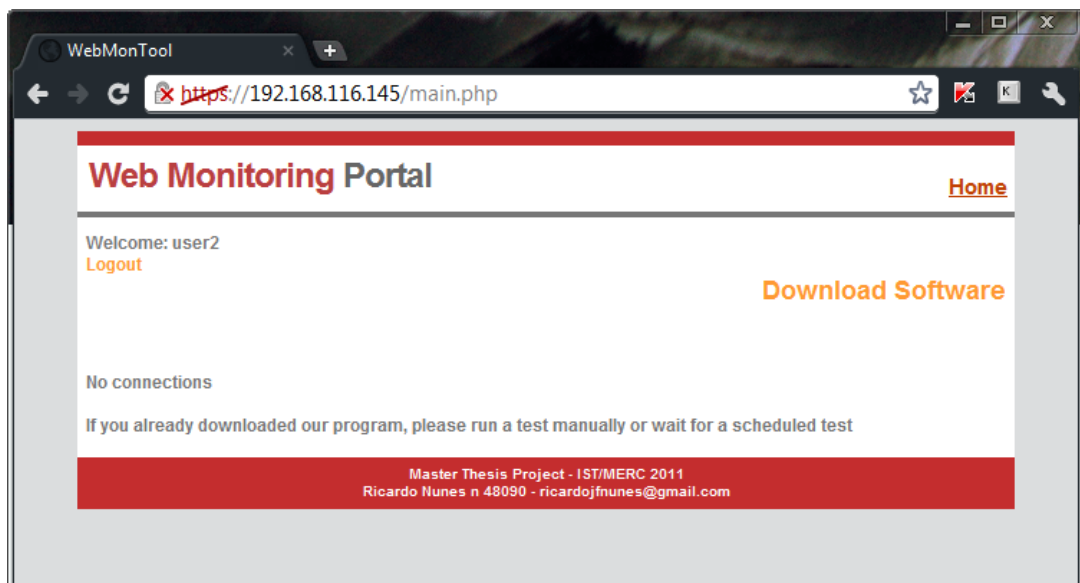 WebMonTool
https://192.168.116.145/main.php
K
Web Monitoring Portal
Home
Welcome: user2
Logout
Download Software
No connections
If you already downloaded our program, please run a test manually or wait for a scheduled test
Master Thesis Project - IST/MERC 2011
Ricardo Nunes n 48090 - ricardojfnunes@gmail.com